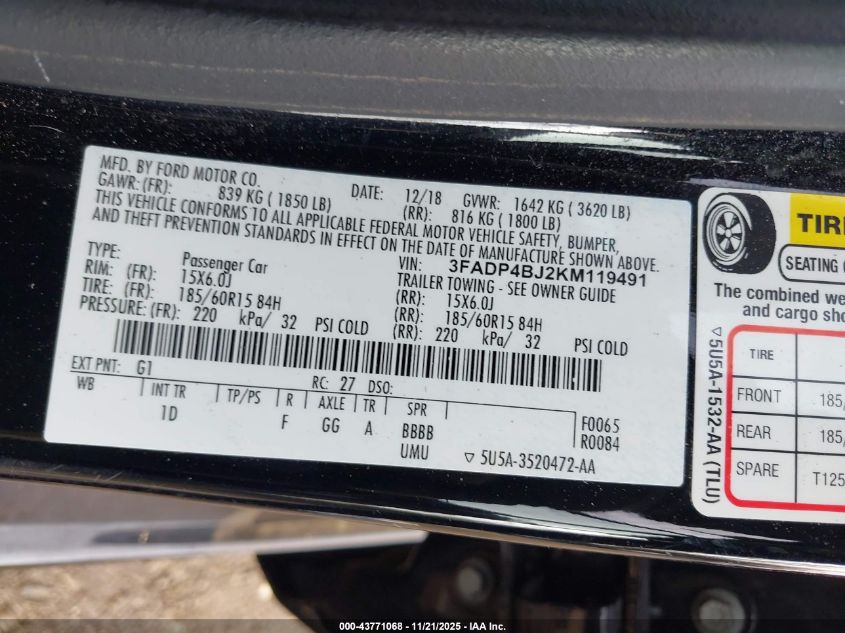 MFD. BY FORD MOTOR CO.
DATE: 12/18 GVWR: 1642 KG ( 3620 LB)
GAWR: (FR): 839 KG ( 1850 LB) (RR): 816 KG ( 1800 LB)
THIS VEHICLE CONFORMS TO ALL APPLICABLE FEDERAL MOTOR VEHICLE SAFETY, BUMPER,
AND THEFT PREVENTION STANDARDS IN EFFECT ON THE DATE OF MANUFACTURE SHOWN ABOVE.
VIN: 3FADP4BJ2KM119491
TYPE: Passenger Car TRAILER TOWING - SEE OWNER GUIDE
RIM: (FR) 15X6.0J (RR): 15X6.0J
TIRE: (FR) 185/60R15 84H (RR): 185/60R15 84H
PRESSURE: (FR): 220 kPa/ 32 PSI COLD (RR): 220 kPa/ 32 PSI COLD
EXT PNT: G1 RC: 27 DSO:
WB INT TR TP/PS R AXLE TR SPR
1D F GG A BBBB
UMU
F0065
R0084
▽ 5U5A-3520472-AA
▽5U5A-1532-AA (TLU)
SEATING
The combined
and cargo
TIRE
FRONT 185/
REAR 185/
SPARE T125
000-43771068 - 11/21/2025 - IAA Inc.